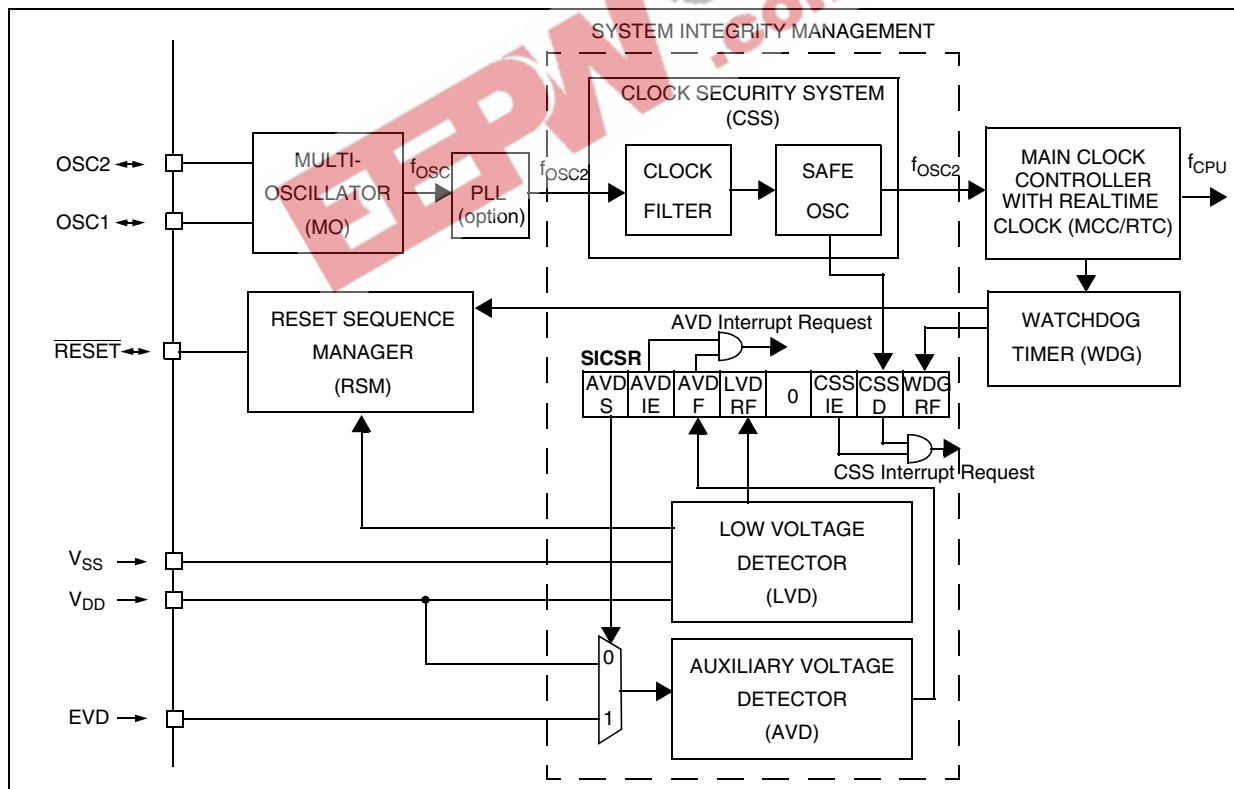 SYSTEM INTEGRITY MANAGEMENT
EEPW.com
CLOCK SECURITY SYSTEM
(CSS)
OSC2
OSC1
MULTI-
OSCILLATOR
(MO)
fOSC
PLL
(option)
fOSC2
CLOCK
FILTER
SAFE
OSC
fOSC2
MAIN CLOCK
CONTROLLER
WITH REALTIME
CLOCK (MCC/RTC)
fCPU
RESET
RESET SEQUENCE
MANAGER
(RSM)
AVD Interrupt Request
WATCHDOG
TIMER (WDG)
SICSR
AVD
S
AVD
IE
AVD
F
LVD
RF
0
CSS
IE
CSS
D
WDG
RF
CSS Interrupt Request
VSS
VDD
LOW VOLTAGE
DETECTOR
(LVD)
EVD
0
1
AUXILIARY VOLTAGE
DETECTOR
(AVD)